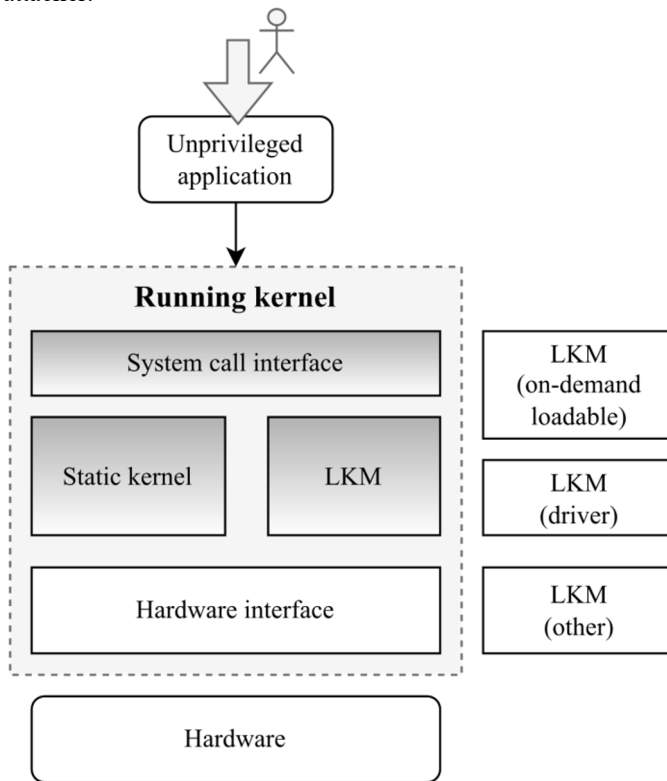 Unprivileged
application
Running kernel
System call interface
Static kernel
LKM
Hardware interface
Hardware
LKM
(on-demand
loadable)
LKM
(driver)
LKM
(other)